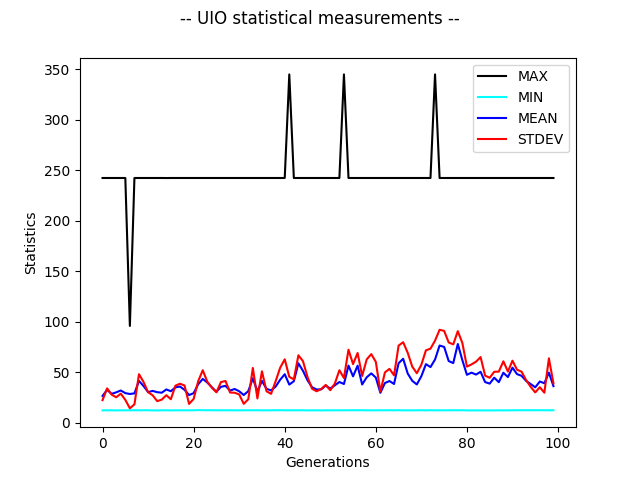 -- UIO statistical measurements --
350
300
250
200
150
100
50
0
Statistics
MAX
MIN
MEAN
STDEV
0 20 40 60 80 100
Generations